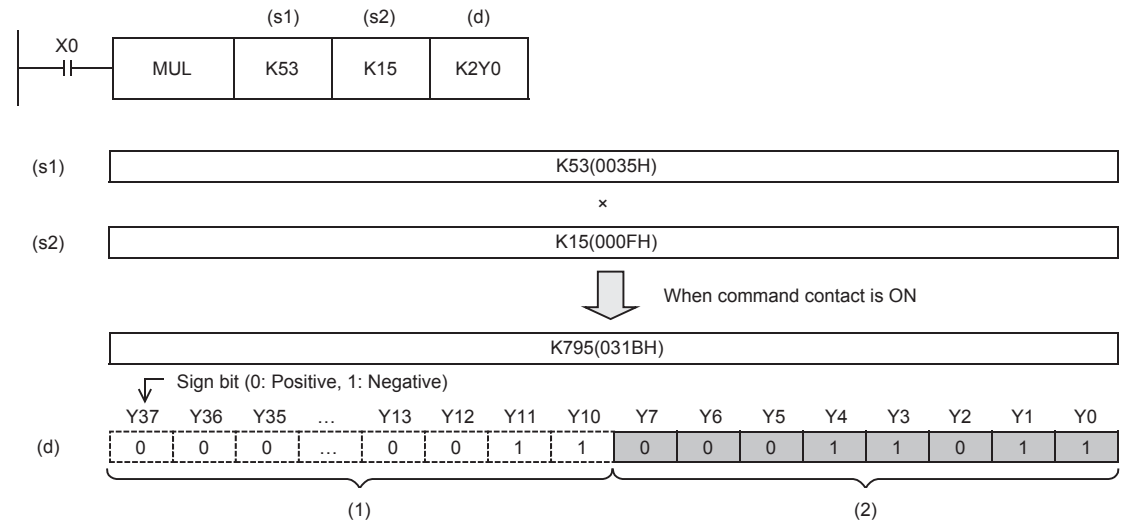 (s1) (s2) (d)
X0
MUL K53 K15 K2Y0
(s1) K53(0035H)
×
(s2) K15(000FH)
When command contact is ON
K795(031BH)
Sign bit (0: Positive, 1: Negative)
Y37 Y36 Y35 … Y13 Y12 Y11 Y10 Y7 Y6 Y5 Y4 Y3 Y2 Y1 Y0
(d) 0 0 0 … 0 0 1 1 0 0 0 1 1 0 1 1
(1) (2)